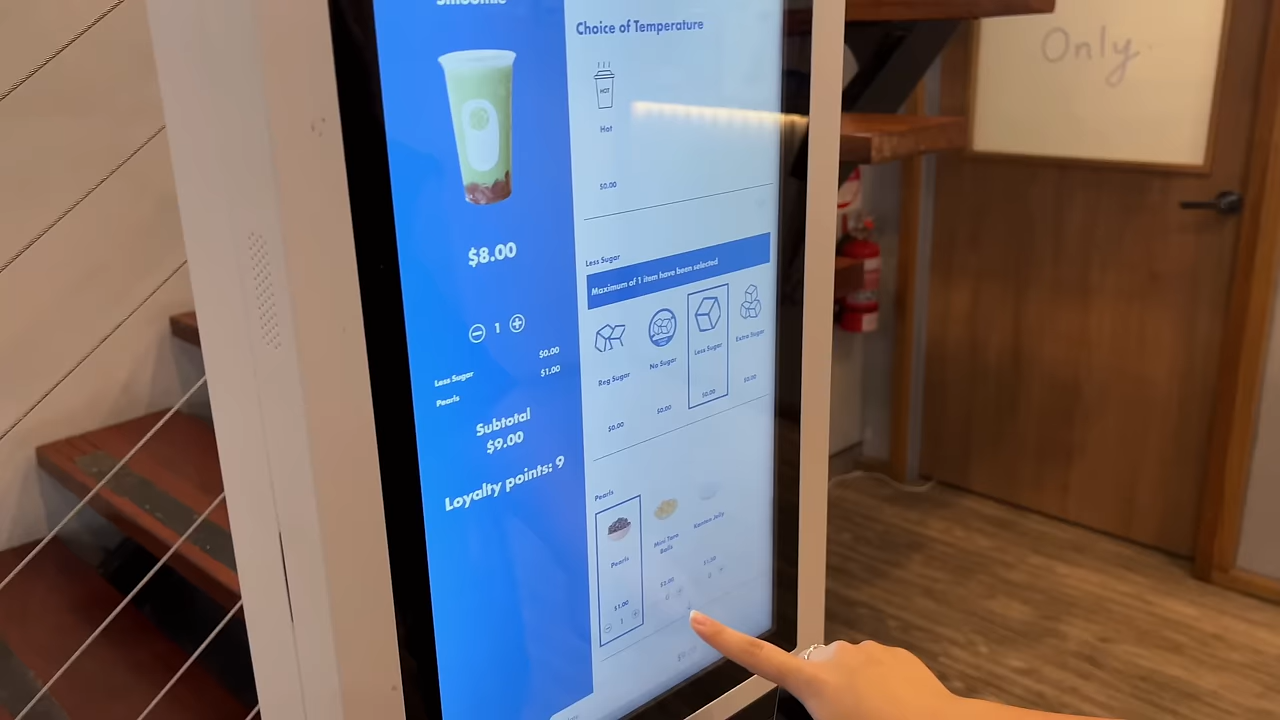 Smoothie
$8.00
1
$0.00
Less Sugar
$1.00
Pearls
Subtotal
$9.00
Loyalty points: 9
Choice of Temperature
HOT
Hot
$0.00
Less Sugar
Maximum of 1 item have been selected
Reg Sugar
No Sugar
Less Sugar
Extra Sugar
$0.00
$0.00
$0.00
$0.00
Pearls
Pearls
Mini Taro
Balls
Konten Jelly
$1.00
1
Only